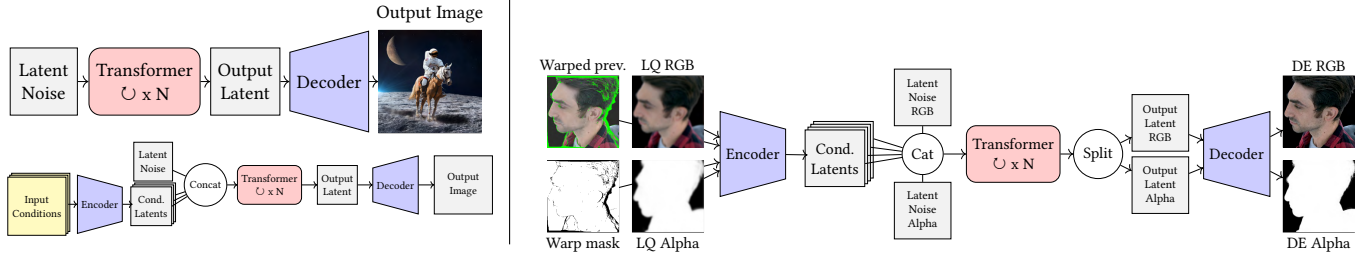 Output Image
Latent
Noise
Transformer
↻ x N
Output
Latent
Decoder
Input
Conditions
Encoder
Latent
Noise
Cond.
Latents
Concat
Transformer
↻ x N
Output
Latent
Decoder
Output
Image
Warped prev.
LQ RGB
Warp mask
LQ Alpha
Encoder
Cond.
Latents
Latent
Noise
RGB
Cat
Latent
Noise
Alpha
Transformer
↻ x N
Split
Output
Latent
RGB
Output
Latent
Alpha
Decoder
DE RGB
DE Alpha